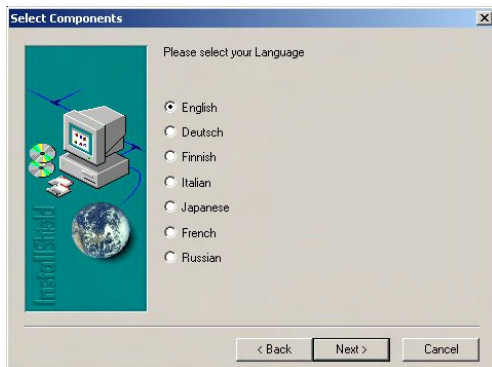 Select Components
Please select your Language
English
Deutsch
Finnish
Italian
Japanese
French
Russian
InstallShield
< Back
Next >
Cancel